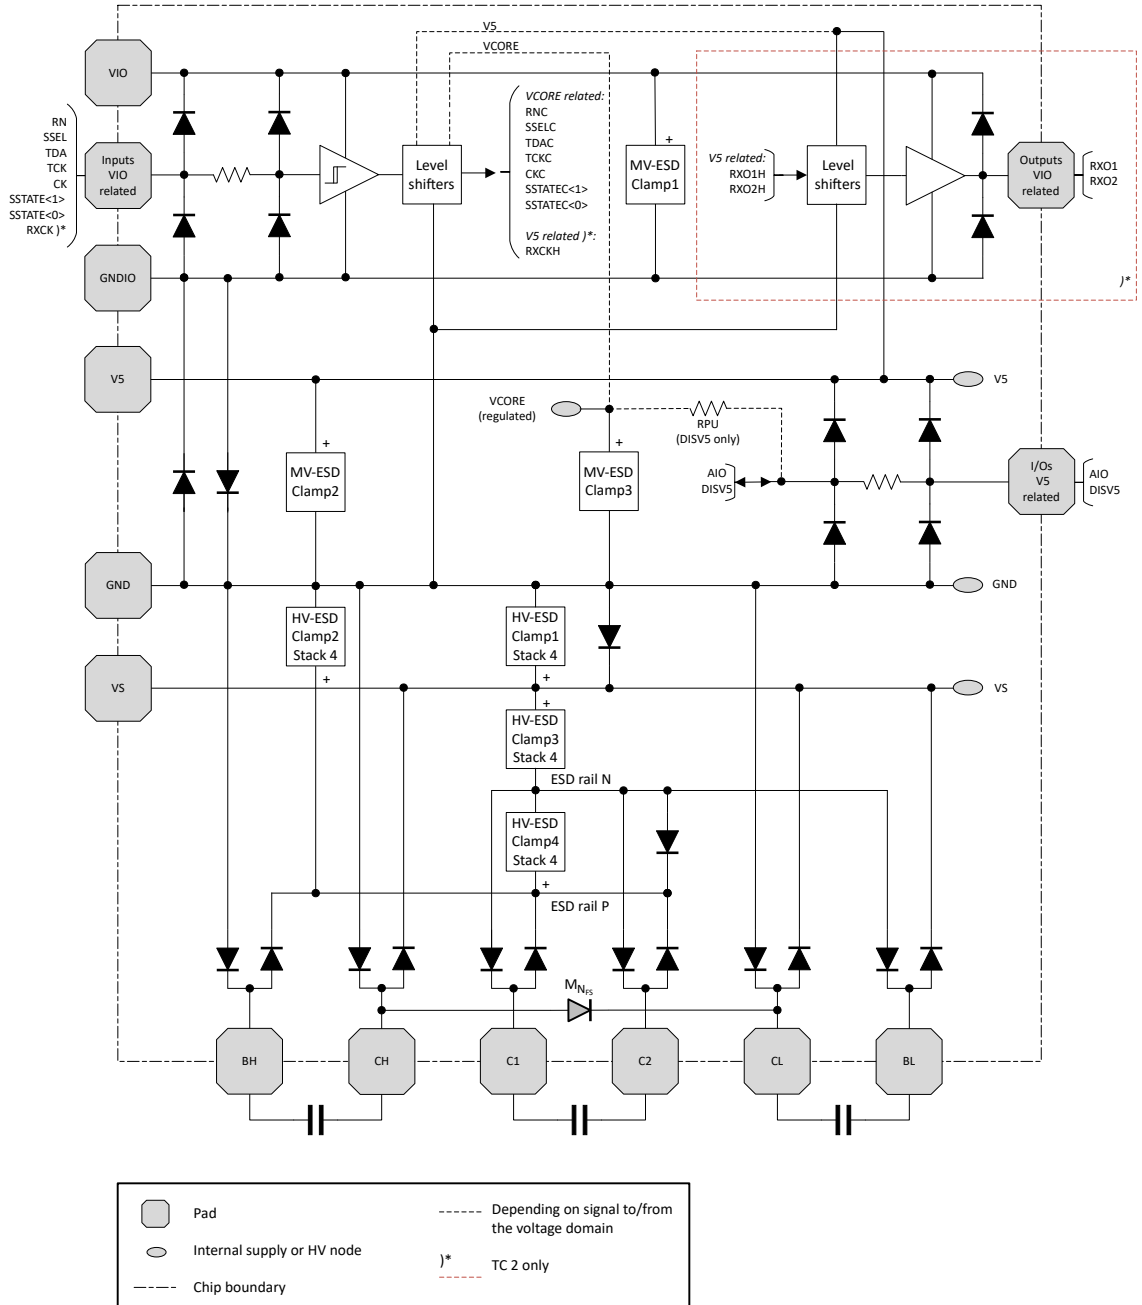 V5
VCORE
VIO
RN
SSEL
TDA
TCK
CK
SSTATE<1>
SSTATE<0>
RXCK )*
Inputs
VIO
related
Level
shifters
VCORE related:
RNC
SSELC
TDAC
TCKC
CKC
SSTATEC<1>
SSTATEC<0>
V5 related )*:
RXCKH
+
MV-ESD
Clamp1
V5 related:
RXO1H
RXO2H
Level
shifters
Outputs
VIO
related
RXO1
RXO2
GNDIO
)*
V5
V5
VCORE
(regulated)
RPU
(DISV5 only)
+
MV-ESD
Clamp2
+
MV-ESD
Clamp3
AIO
DISV5
I/Os
V5
related
AIO
DISV5
GND
GND
HV-ESD
Clamp2
Stack 4
+
HV-ESD
Clamp1
Stack 4
+
VS
VS
+
HV-ESD
Clamp3
Stack 4
ESD rail N
HV-ESD
Clamp4
Stack 4
+
ESD rail P
MNFS
BH
CH
C1
C2
CL
BL
Pad
Internal supply or HV node
Chip boundary
Depending on signal to/from
the voltage domain
)*
TC 2 only